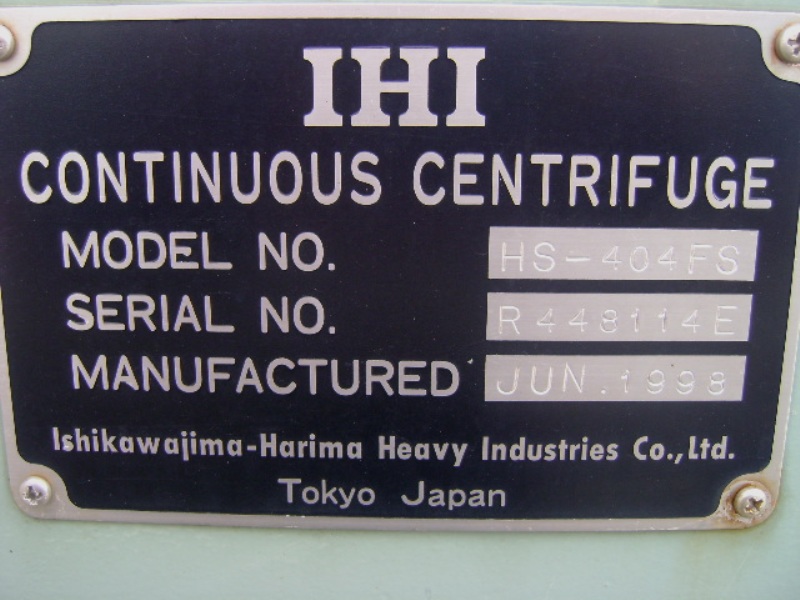 IHI
CONTINUOUS CENTRIFUGE
MODEL NO. HS-404FS
SERIAL NO. R448114E
MANUFACTURED JUN. 1998
Ishikawajima-Harima Heavy Industries Co., Ltd.
Tokyo Japan